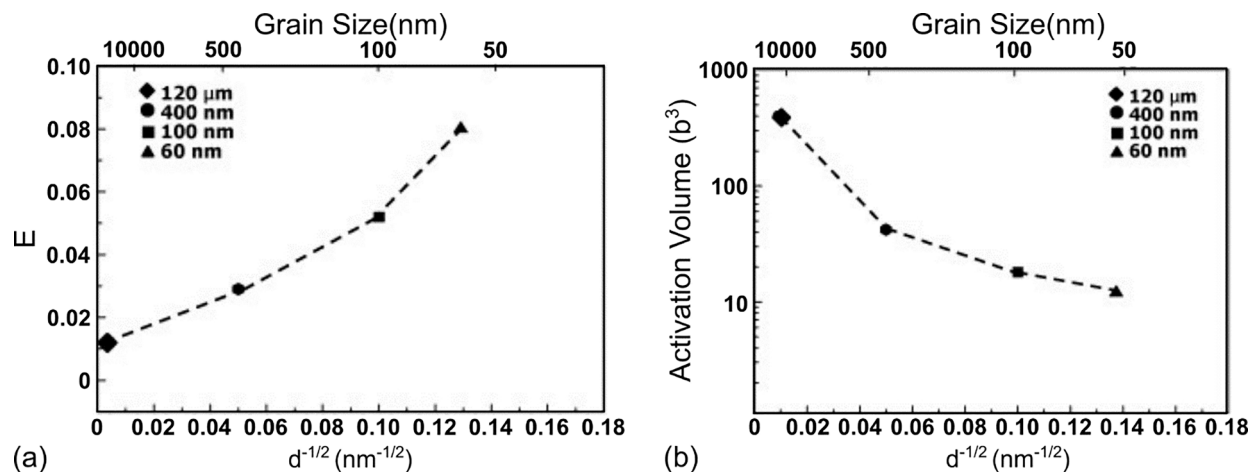 Grain Size(nm)
10000 500 100 50
0.10
0.08
0.06
0.04
0.02
0
E
120 μm
400 nm
100 nm
60 nm
0 0.02 0.04 0.06 0.08 0.10 0.12 0.14 0.16 0.18
d-1/2 (nm-1/2)
(a)
Grain Size(nm)
10000 500 100 50
1000
100
10
Activation Volume (b3)
120 μm
400 nm
100 nm
60 nm
0 0.02 0.04 0.06 0.08 0.10 0.12 0.14 0.16 0.18
d-1/2 (nm-1/2)
(b)